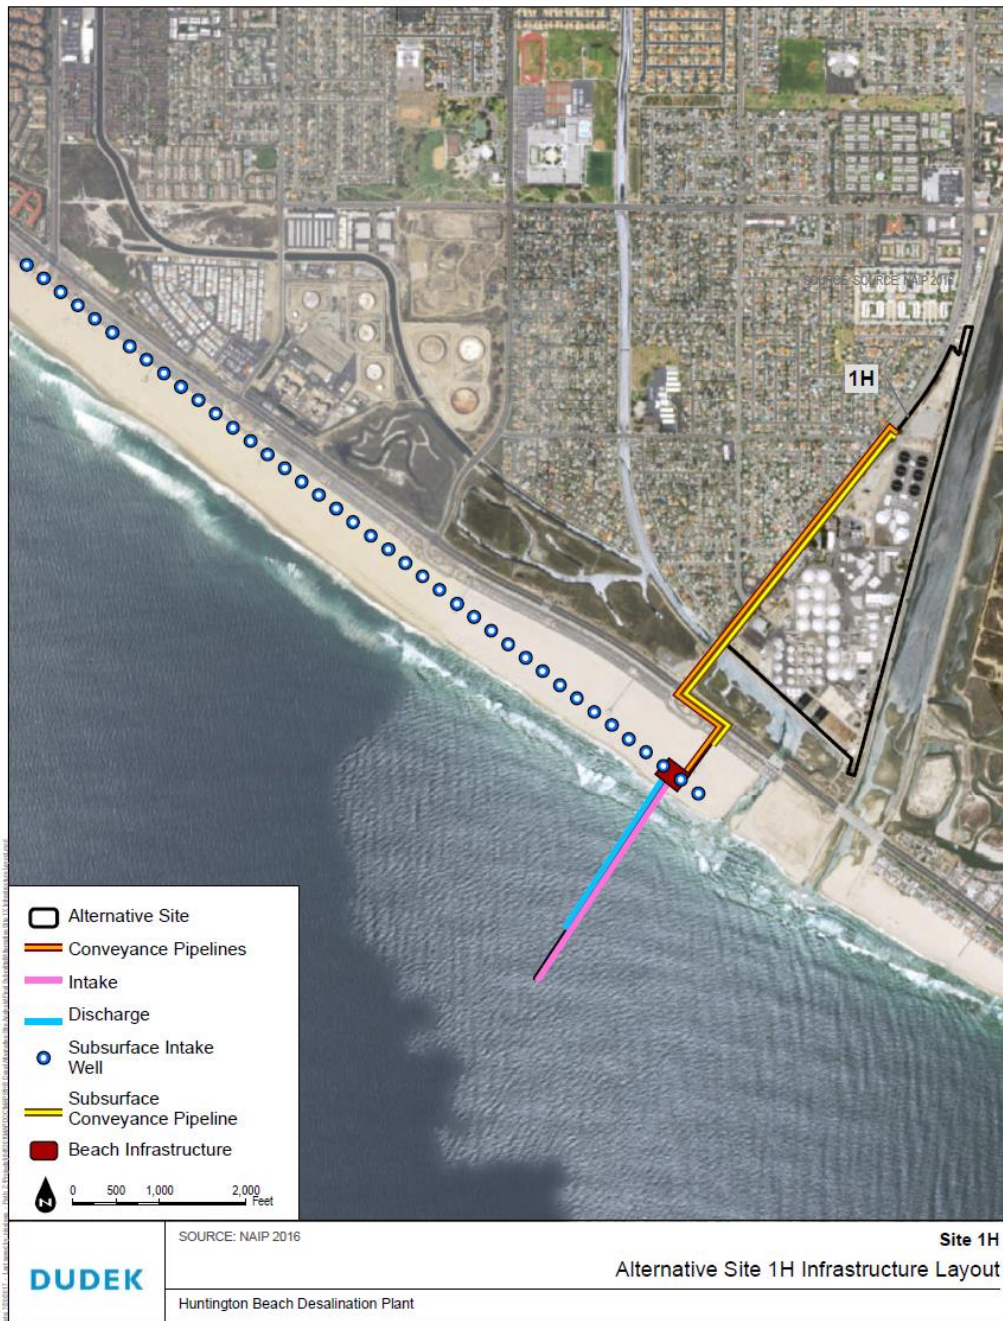 SOURCE: SOURCE: NAIP 2016
1H
Alternative Site
Conveyance Pipelines
Intake
Discharge
Subsurface Intake
Well
Subsurface
Conveyance Pipeline
Beach Infrastructure
N
0 500 1,000 2,000
Feet
SOURCE: NAIP 2016
Site 1H
Alternative Site 1H Infrastructure Layout
DUDEK
Huntington Beach Desalination Plant